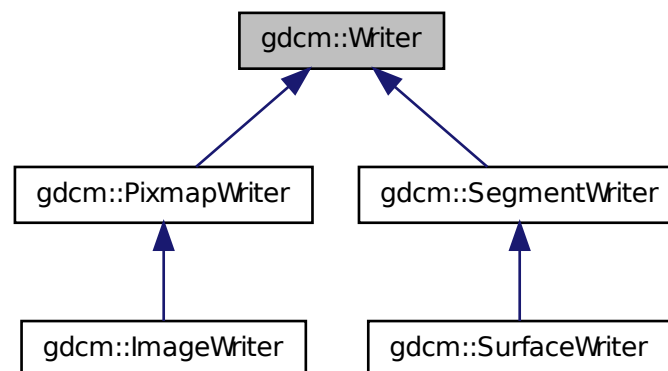 gdcm::Writer
gdcm::PixmapWriter
gdcm::SegmentWriter
gdcm::ImageWriter
gdcm::SurfaceWriter